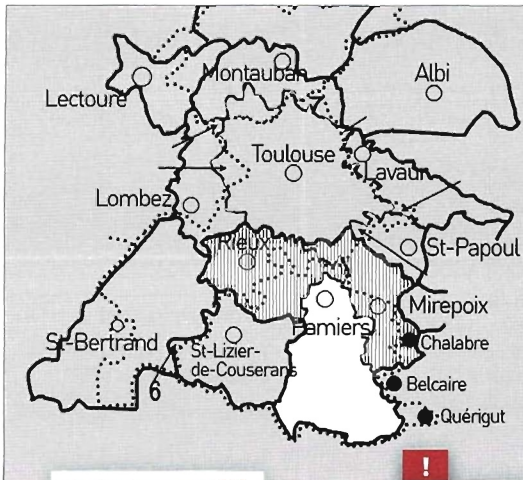 Montauban
Albi
Lectoure
Toulouse
Lavaur
Lombez
Rieux
St-Papoul
Mirepoix
Pamiers
Chalabre
St-Bertrand
St-Lizier-
de-Couserans
Belcaire
6
Quérigut
!